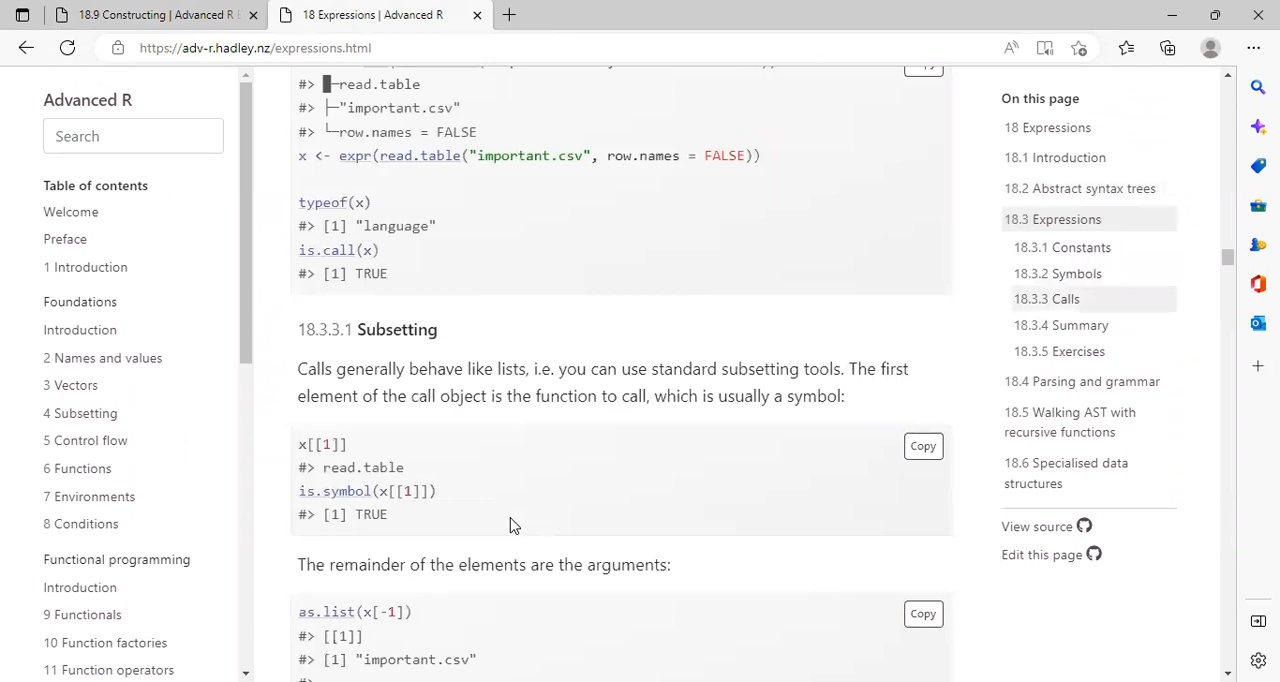 18.9 Constructing | Advanced R E
18 Expressions | Advanced R
https://adv-r.hadley.nz/expressions.html
Advanced R
Search
Table of contents
Welcome
Preface
1 Introduction
Foundations
Introduction
2 Names and values
3 Vectors
4 Subsetting
5 Control flow
6 Functions
7 Environments
8 Conditions
Functional programming
Introduction
9 Functionals
10 Function factories
11 Function operators
#> █─read.table
#> ├─"important.csv"
#> └─row.names = FALSE
x <- expr(read.table("important.csv", row.names = FALSE))
typeof(x)
#> [1] "language"
is.call(x)
#> [1] TRUE
18.3.3.1 Subsetting
Calls generally behave like lists, i.e. you can use standard subsetting tools. The first
element of the call object is the function to call, which is usually a symbol:
x[[1]]
Copy
#> read.table
is.symbol(x[[1]])
#> [1] TRUE
The remainder of the elements are the arguments:
as.list(x[-1])
Copy
#> [[1]]
#> [1] "important.csv"
#>
On this page
18 Expressions
18.1 Introduction
18.2 Abstract syntax trees
18.3 Expressions
18.3.1 Constants
18.3.2 Symbols
18.3.3 Calls
18.3.4 Summary
18.3.5 Exercises
18.4 Parsing and grammar
18.5 Walking AST with
recursive functions
18.6 Specialised data
structures
View source
Edit this page